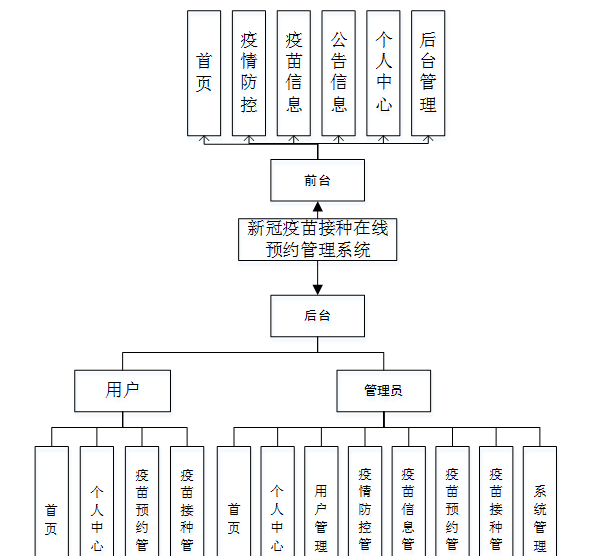 首页
疫情防控
疫苗信息
公告信息
个人中心
后台管理
前台
新冠疫苗接种在线
预约管理系统
后台
用户
管理员
首页
个人中心
疫苗预约管
疫苗接种管
首页
个人中心
用户管理
疫情防控管
疫苗信息管
疫苗预约管
疫苗接种管
系统管理